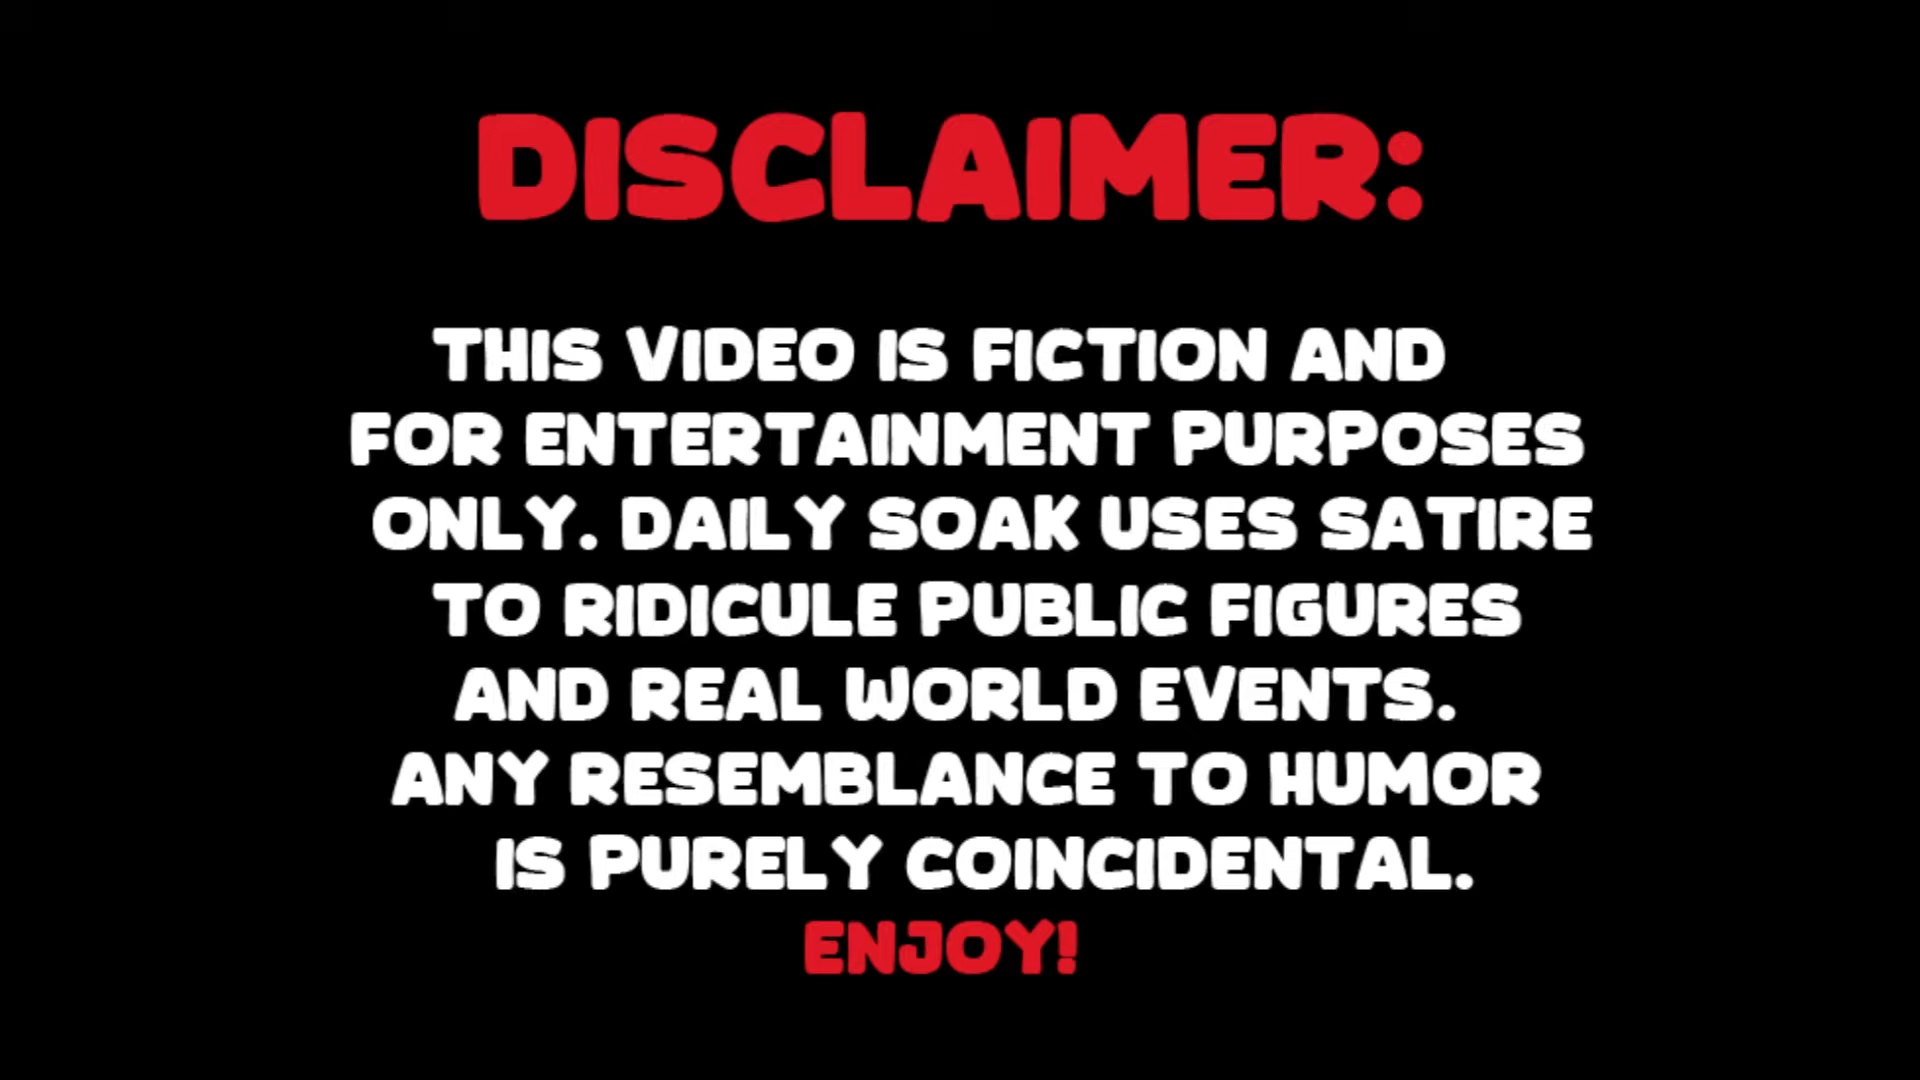 DISCLAIMER:
THIS VIDEO IS FICTION AND
FOR ENTERTAINMENT PURPOSES
ONLY. DAILY SOAK USES SATIRE
TO RIDICULE PUBLIC FIGURES
AND REAL WORLD EVENTS.
ANY RESEMBLANCE TO HUMOR
IS PURELY COINCIDENTAL.
ENJOY!